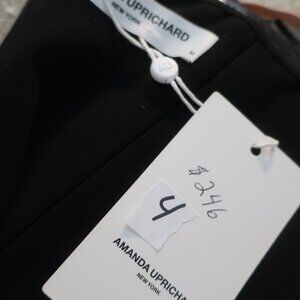 UPRICHARD
NEW YORK
M
$246
4
AMANDA UPRICHARD
NEW YORK